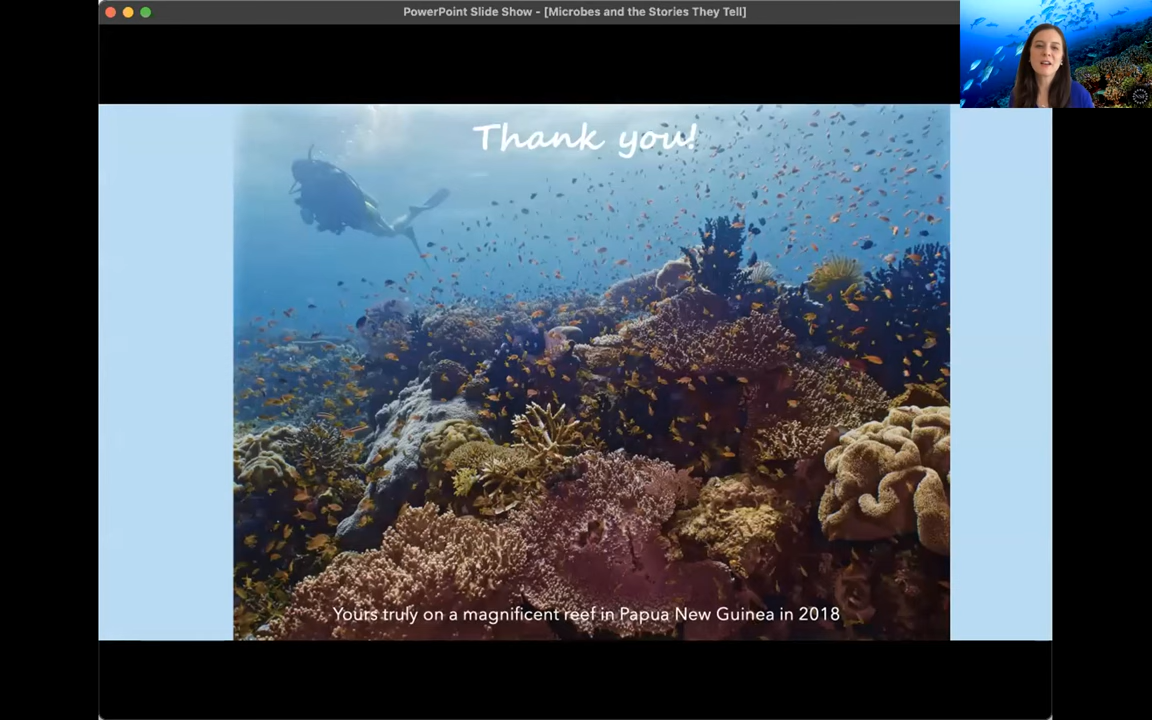 PowerPoint Slide Show - [Microbes and the Stories They Tell]
Thank you!
Yours truly on a magnificent reef in Papua New Guinea in 2018